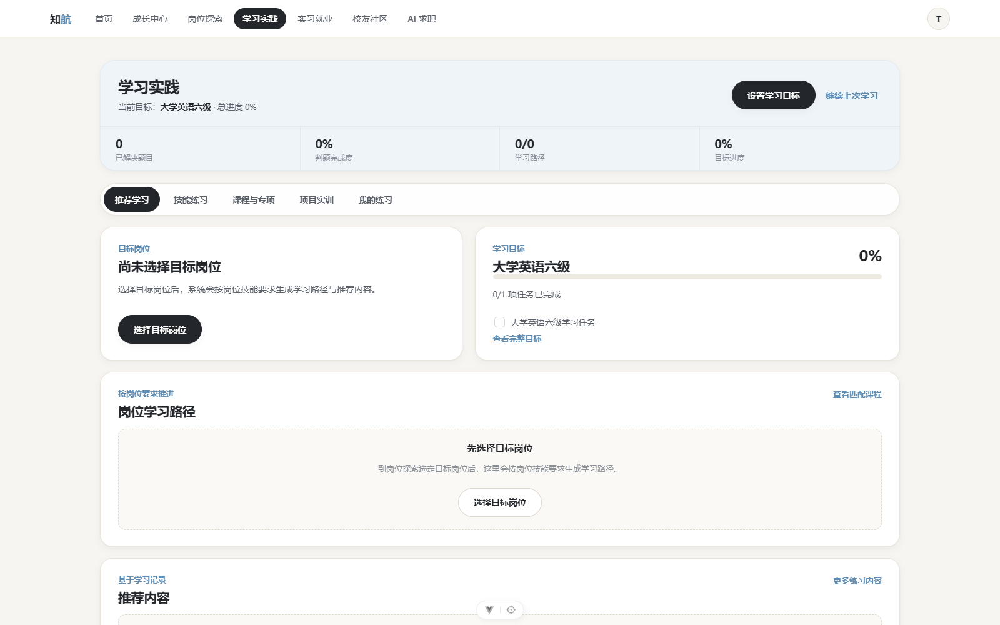 知航 首页 成长中心 岗位探索 学习实践 实习就业 校友社区 AI 求职 T
学习实践
当前目标：大学英语六级 · 总进度 0%
设置学习目标 继续上次学习
0 0% 0/0 0%
已解决题目 判题完成度 学习路径 目标进度
推荐学习 技能练习 课程与专项 项目实训 我的练习
目标岗位
尚未选择目标岗位
选择目标岗位后，系统会按岗位技能要求生成学习路径与推荐内容。
选择目标岗位
学习目标
大学英语六级
0%
0/1 项任务已完成
大学英语六级学习任务
查看完整目标
按岗位要求推进
岗位学习路径
查看匹配课程
先选择目标岗位
到岗位探索选定目标岗位后，这里会按岗位技能要求生成学习路径。
选择目标岗位
基于学习记录
推荐内容
更多练习内容